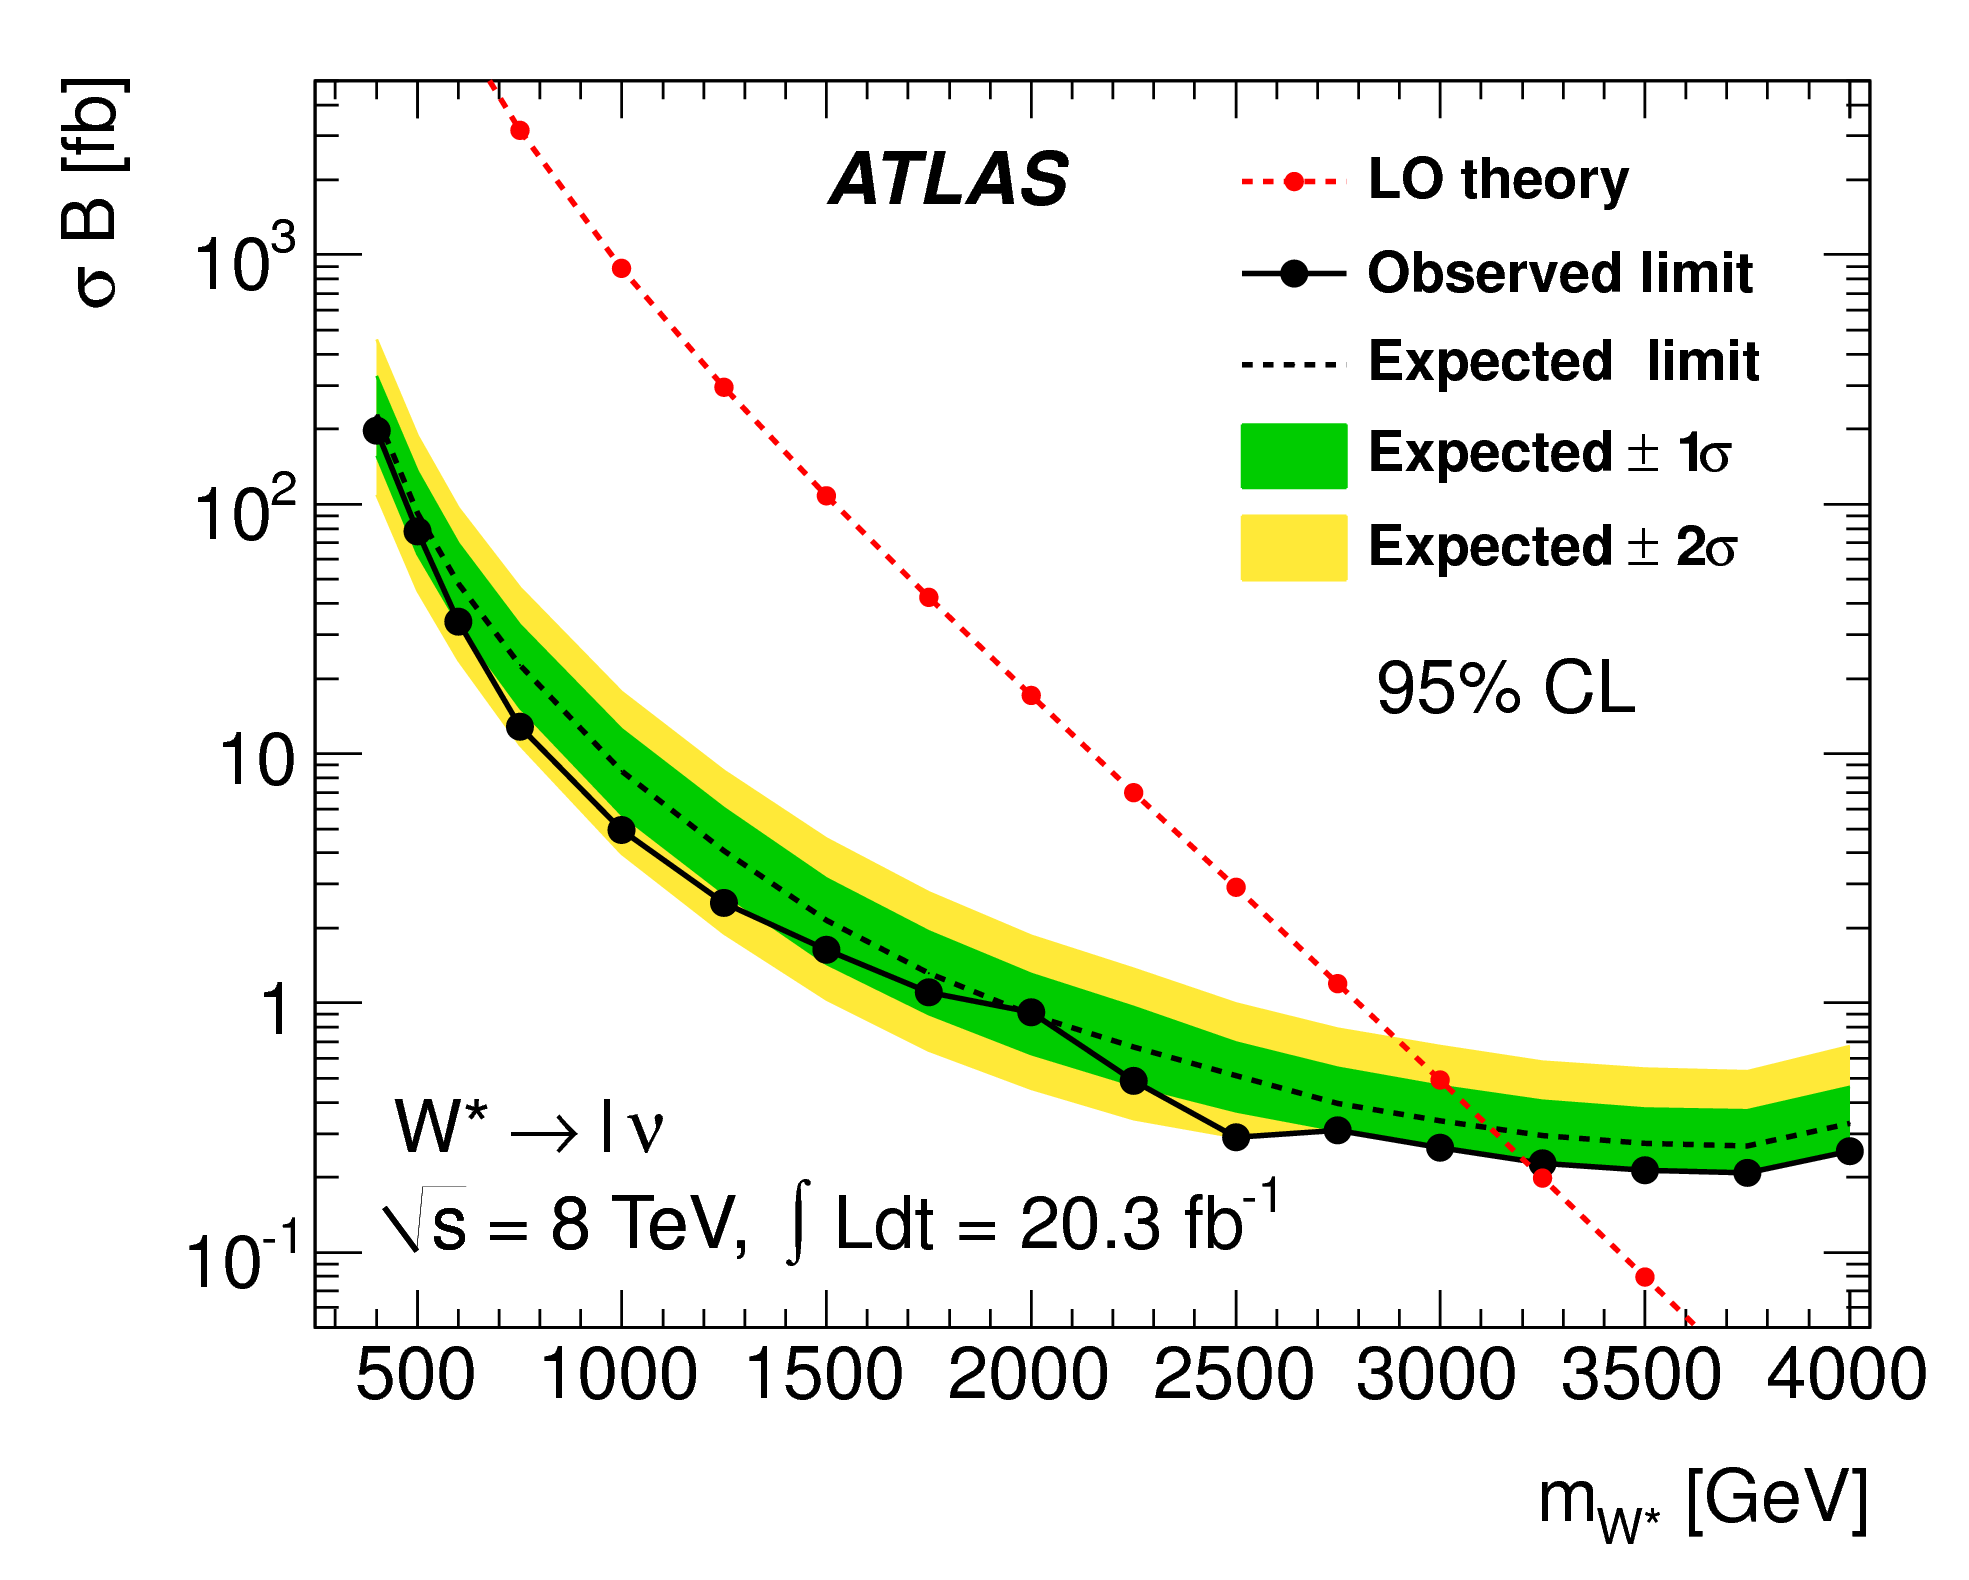 σ B [fb]
10³
10²
10
1
10⁻¹
ATLAS
LO theory
Observed limit
Expected limit
Expected ± 1σ
Expected ± 2σ
95% CL
W* → l ν
√s = 8 TeV, ∫ Ldt = 20.3 fb⁻¹
500 1000 1500 2000 2500 3000 3500 4000
m_W* [GeV]